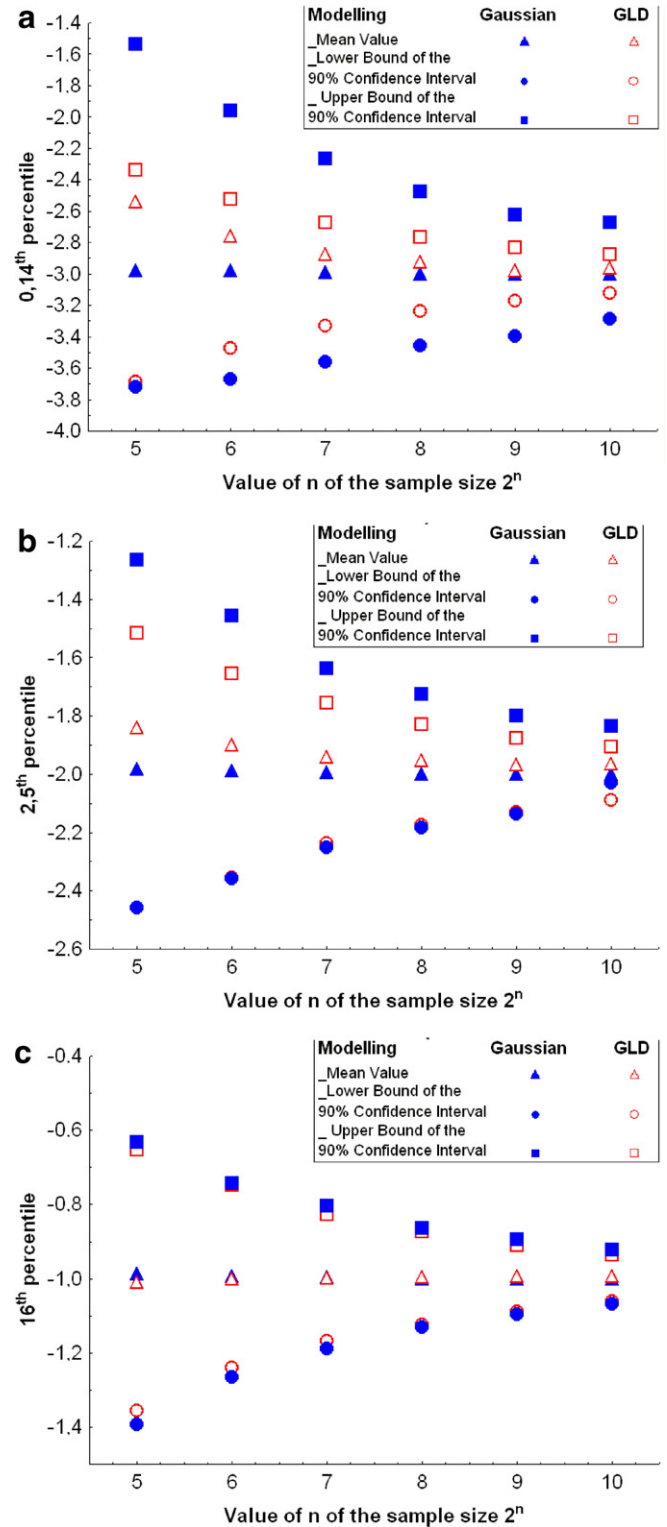 a
Modelling Gaussian GLD
_Mean Value
_Lower Bound of the
90% Confidence Interval
_ Upper Bound of the
90% Confidence Interval
-1.4
-1.6
-1.8
-2.0
-2.2
-2.4
-2.6
-2.8
-3.0
-3.2
-3.4
-3.6
-3.8
-4.0
0,14th percentile
5 6 7 8 9 10
Value of n of the sample size 2n
b
Modelling Gaussian GLD
_Mean Value
_Lower Bound of the
90% Confidence Interval
_ Upper Bound of the
90% Confidence Interval
-1.2
-1.4
-1.6
-1.8
-2.0
-2.2
-2.4
-2.6
2,5th percentile
5 6 7 8 9 10
Value of n of the sample size 2n
c
Modelling Gaussian GLD
_Mean Value
_Lower Bound of the
90% Confidence Interval
_ Upper Bound of the
90% Confidence Interval
-0.4
-0.6
-0.8
-1.0
-1.2
-1.4
16th percentile
5 6 7 8 9 10
Value of n of the sample size 2n